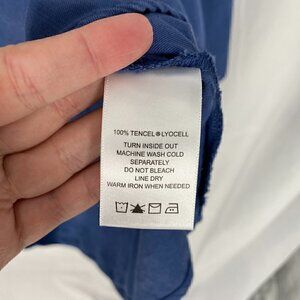 100% TENCEL®LYOCELL
TURN INSIDE OUT
MACHINE WASH COLD
SEPARATELY
DO NOT BLEACH
LINE DRY
WARM IRON WHEN NEEDED